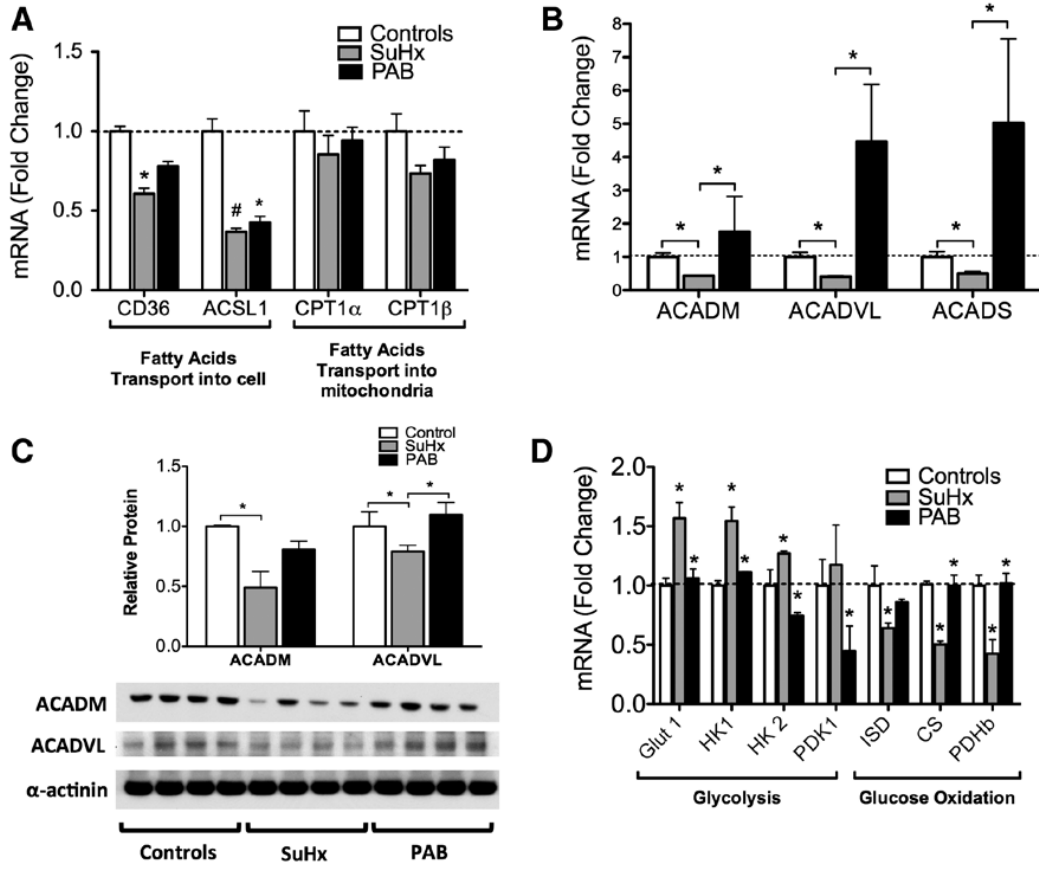 A
Controls
SuHx
PAB
mRNA (Fold Change)
1.5
1.0
0.5
0.0
*
#
*
CD36 ACSL1 CPT1α CPT1β
Fatty Acids
Transport into cell
Fatty Acids
Transport into
mitochondria
B
mRNA (Fold Change)
8
7
6
5
4
3
2
1
0
* * * * * *
ACADM ACADVL ACADS
C
Control
SuHx
PAB
Relative Protein
1.5
1.0
0.5
0.0
* * *
ACADM ACADVL
ACADM
ACADVL
α-actinin
Controls SuHx PAB
D
Controls
SuHx
PAB
mRNA (Fold Change)
2.0
1.5
1.0
0.5
0.0
* * * * * * * * * * * *
Glut 1 HK1 HK 2 PDK1 ISD CS PDHb
Glycolysis Glucose Oxidation